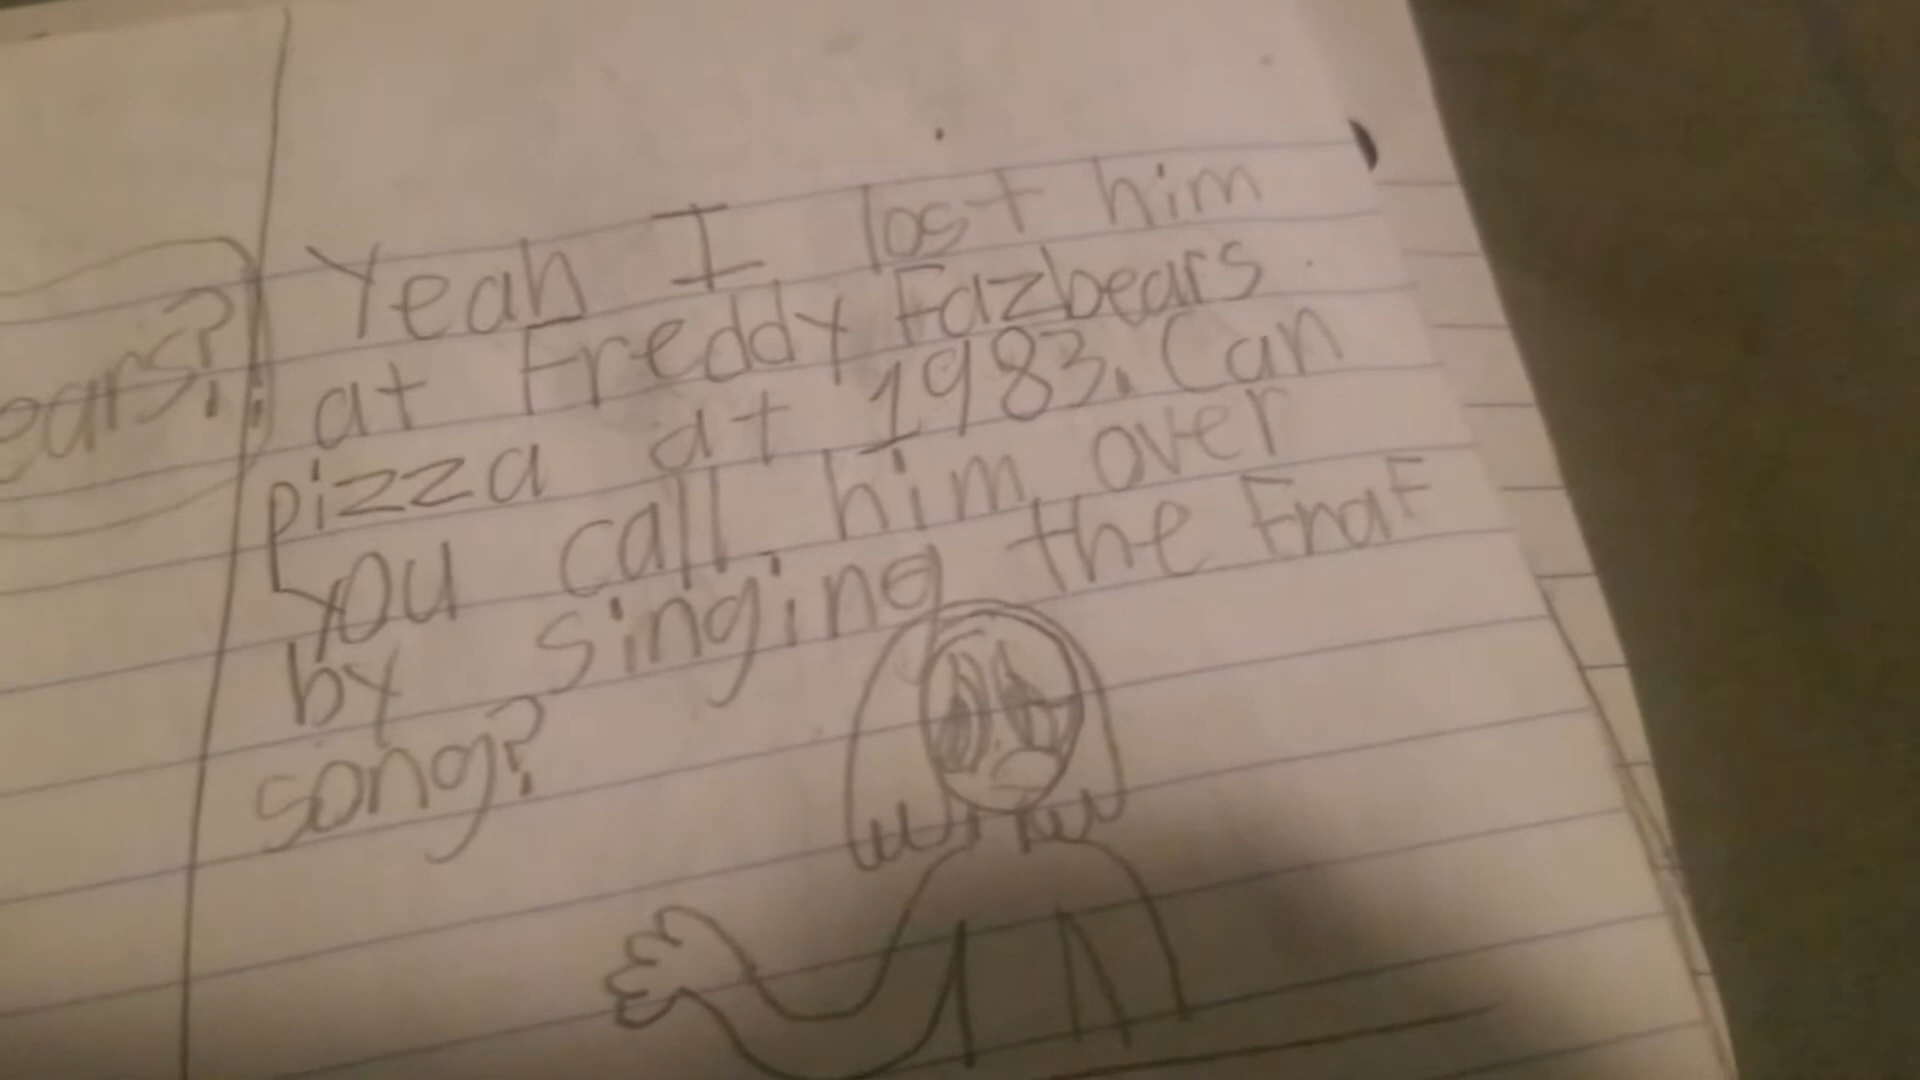 ears?
Yeah I lost him
at Freddy Fazbears
pizza at 1983. Can
you call him over
by singing the Fnaf
song?